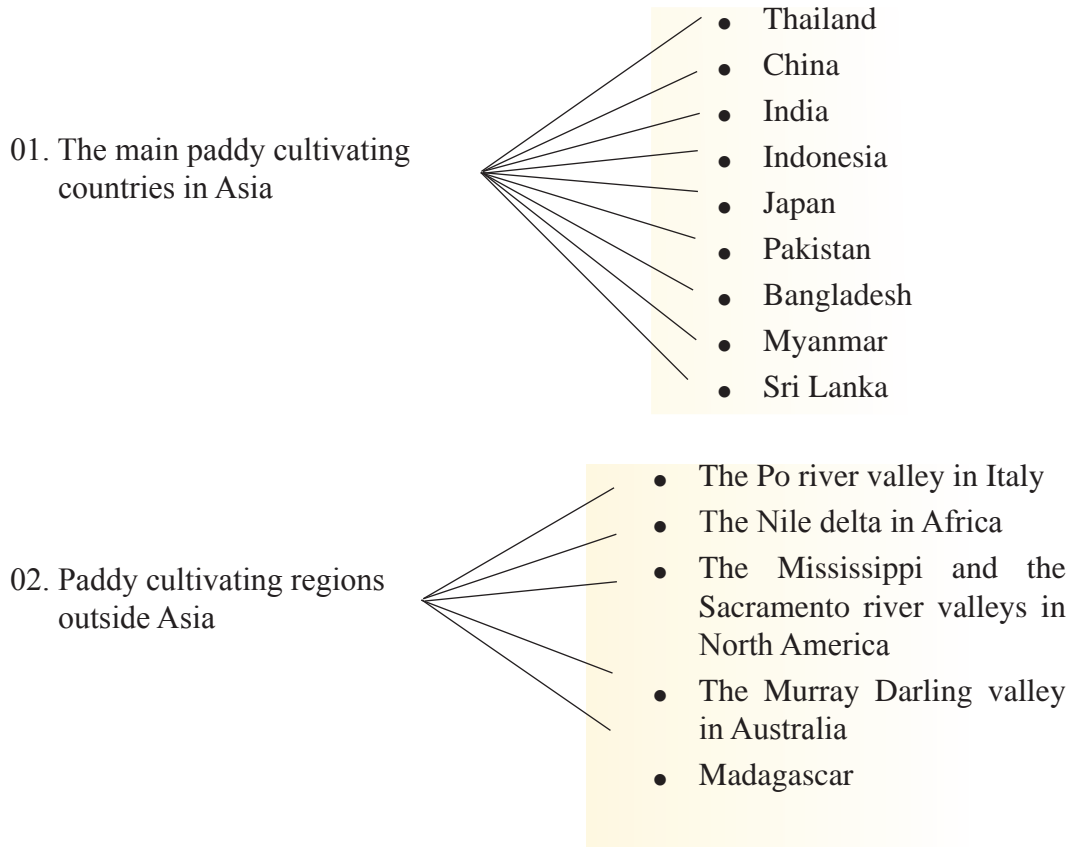 01. The main paddy cultivating
countries in Asia
● Thailand
● China
● India
● Indonesia
● Japan
● Pakistan
● Bangladesh
● Myanmar
● Sri Lanka
02. Paddy cultivating regions
outside Asia
● The Po river valley in Italy
● The Nile delta in Africa
● The Mississippi and the
Sacramento river valleys in
North America
● The Murray Darling valley
in Australia
● Madagascar